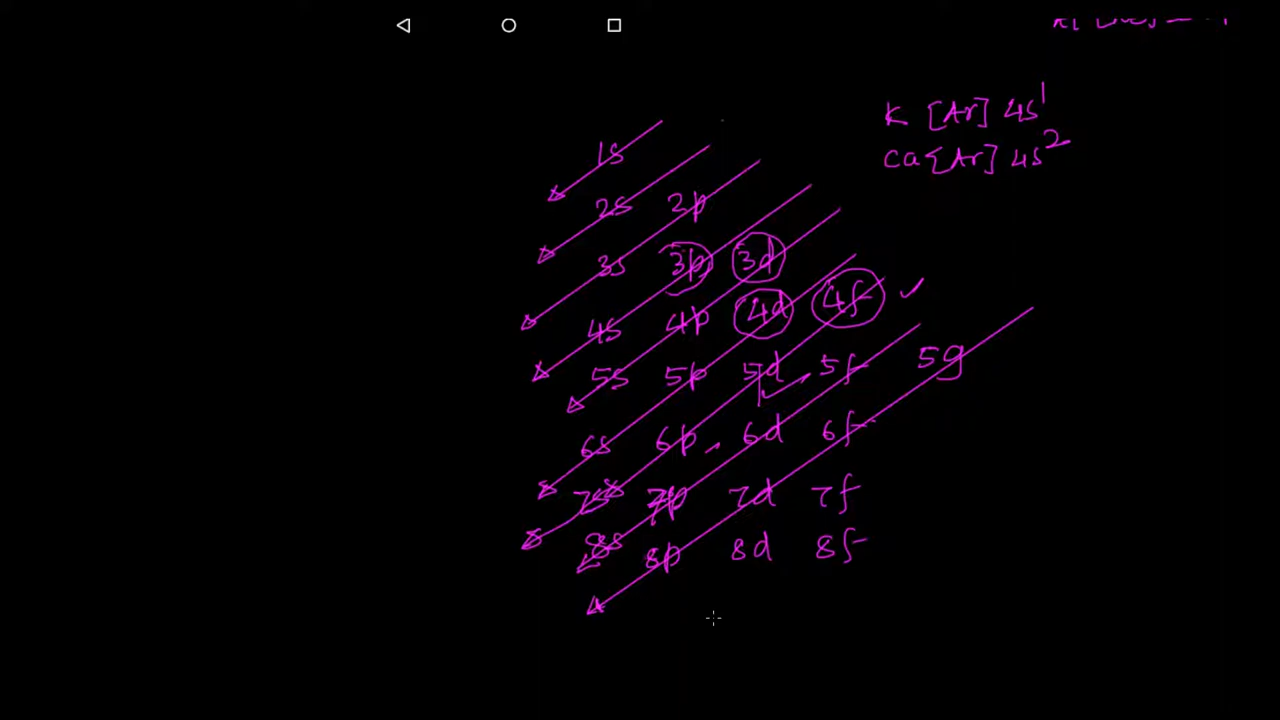 K [Ar] 4s¹
Ca [Ar] 4s²
1s
2s 2p
3s 3p 3d
4s 4p 4d 4f ✓
5s 5p 5d 5f 5g
6s 6p 6d 6f
7s 7p 7d 7f
8s 8p 8d 8f